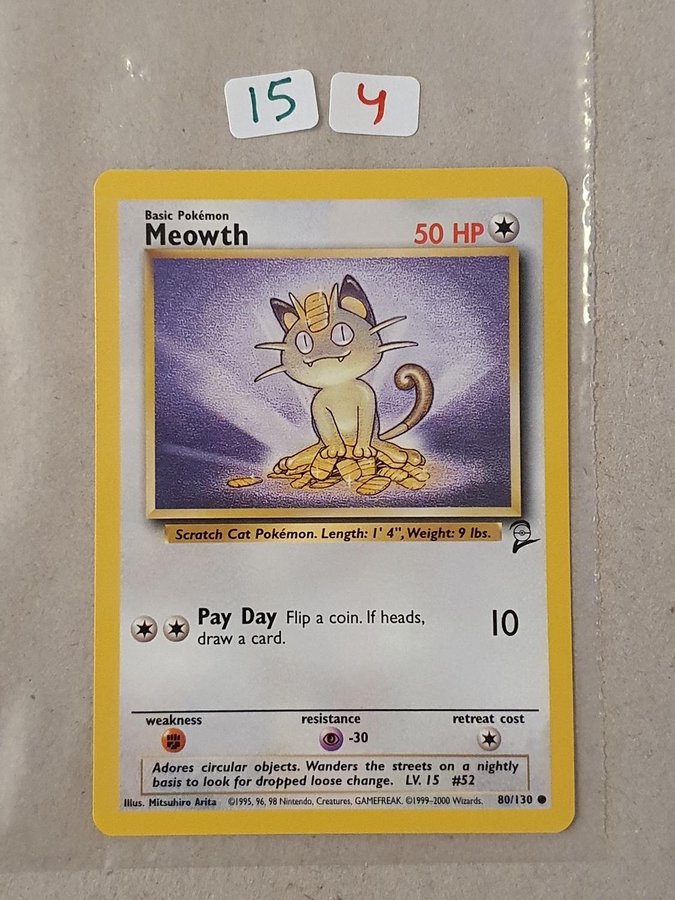 15 4
Basic Pokémon
Meowth 50 HP
Scratch Cat Pokémon. Length: 1' 4", Weight: 9 lbs.
Pay Day Flip a coin. If heads, 10
draw a card.
weakness resistance retreat cost
-30
Adores circular objects. Wanders the streets on a nightly
basis to look for dropped loose change. LV. 15 #52
Illus. Mitsuhiro Arita ©1995, 96, 98 Nintendo, Creatures, GAMEFREAK. ©1999-2000 Wizards. 80/130